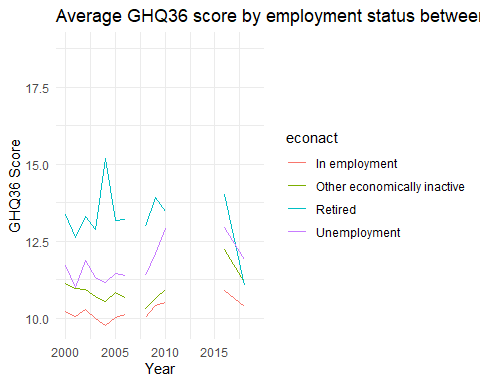 Average GHQ36 score by employment status between
17.5
15.0
12.5
10.0
GHQ36 Score
2000
2005
2010
2015
Year
econact
In employment
Other economically inactive
Retired
Unemployment